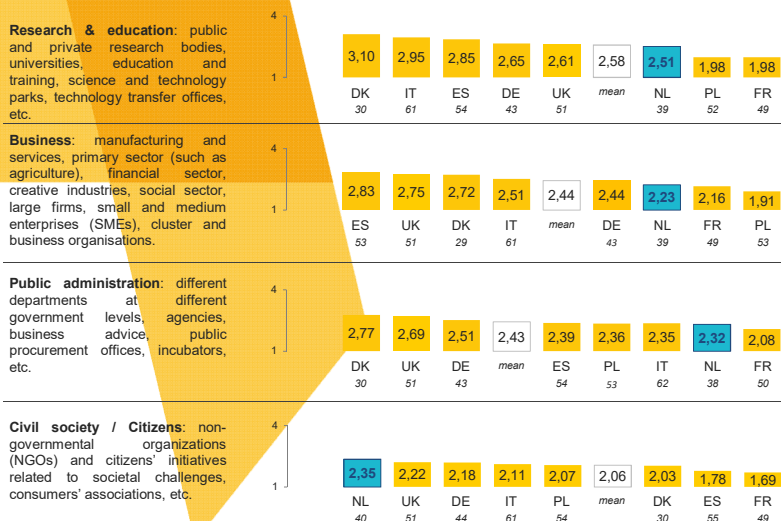 Research & education: public
and private research bodies,
universities, education and
training, science and technology
parks, technology transfer offices,
etc.
4
1
3,10 2,95 2,85 2,65 2,61 2,58 2,51 1,98 1,98
DK IT ES DE UK mean NL PL FR
30 61 54 43 51 39 52 49
Business: manufacturing and
services, primary sector (such as
agriculture), financial sector,
creative industries, social sector,
large firms, small and medium
enterprises (SMEs), cluster and
business organisations.
4
1
2,83 2,75 2,72 2,51 2,44 2,44 2,23 2,16 1,91
ES UK DK IT mean DE NL FR PL
53 51 29 61 43 39 49 53
Public administration: different
departments at different
government levels, agencies,
business advice, public
procurement offices, incubators,
etc.
4
1
2,77 2,69 2,51 2,43 2,39 2,36 2,35 2,32 2,08
DK UK DE mean ES PL IT NL FR
30 51 43 54 53 62 38 50
Civil society / Citizens: non-
governmental organizations
(NGOs) and citizens' initiatives
related to societal challenges,
consumers' associations, etc.
4
1
2,35 2,22 2,18 2,11 2,07 2,06 2,03 1,78 1,69
NL UK DE IT PL mean DK ES FR
40 51 44 61 54 30 55 49